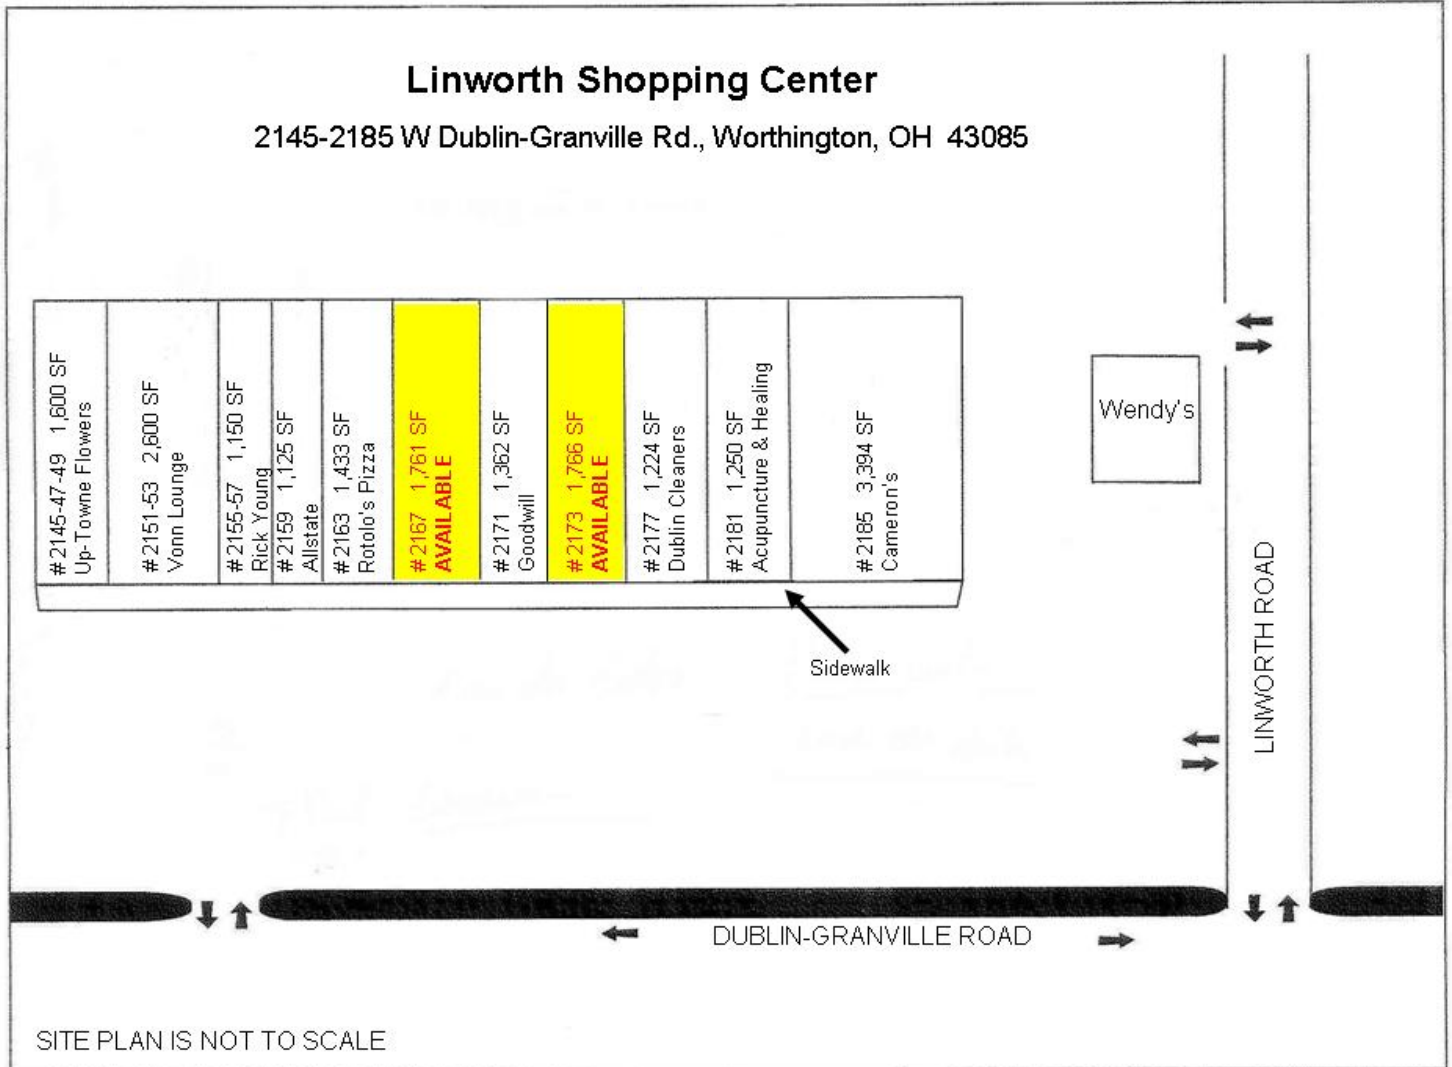 Linworth Shopping Center
2145-2185 W Dublin-Granville Rd., Worthington, OH 43085
#2145-47-49 1,600 SF
Up-Towne Flowers
#2151-53 2,600 SF
Vonn Lounge
#2155-57 1,150 SF
Rick Young
#2159 1,125 SF
Allstate
#2163 1,433 SF
Rotolo's Pizza
#2167 1,761 SF
AVAILABLE
#2171 1,362 SF
Goodwill
#2173 1,766 SF
AVAILABLE
#2177 1,224 SF
Dublin Cleaners
#2181 1,250 SF
Acupuncture & Healing
#2185 3,394 SF
Cameron's
Wendy's
Sidewalk
LINWORTH ROAD
DUBLIN-GRANVILLE ROAD
SITE PLAN IS NOT TO SCALE